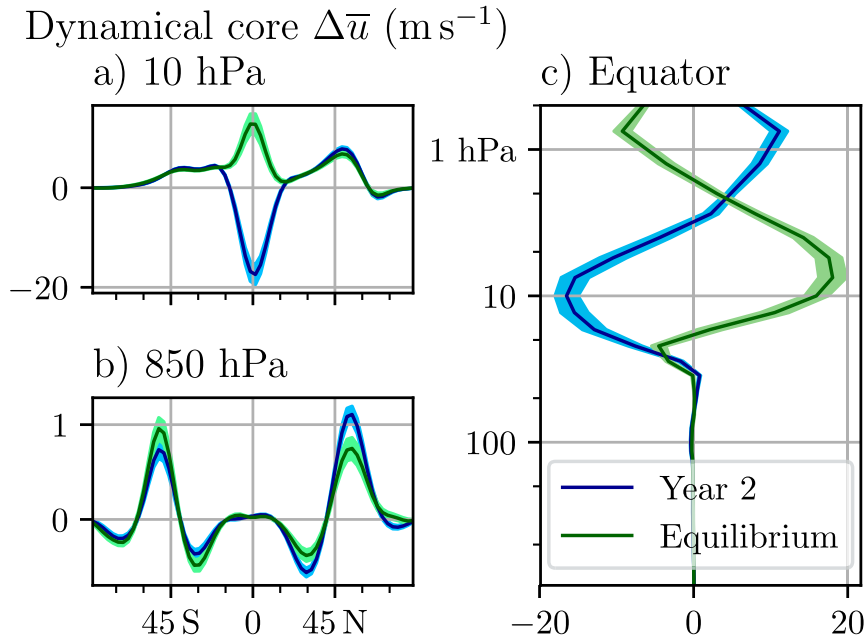 Dynamical core Δu̅ (m s⁻¹)
a) 10 hPa
0
−20
b) 850 hPa
1
0
45 S 0 45 N
c) Equator
1 hPa
10
100
Year 2
Equilibrium
−20 0 20